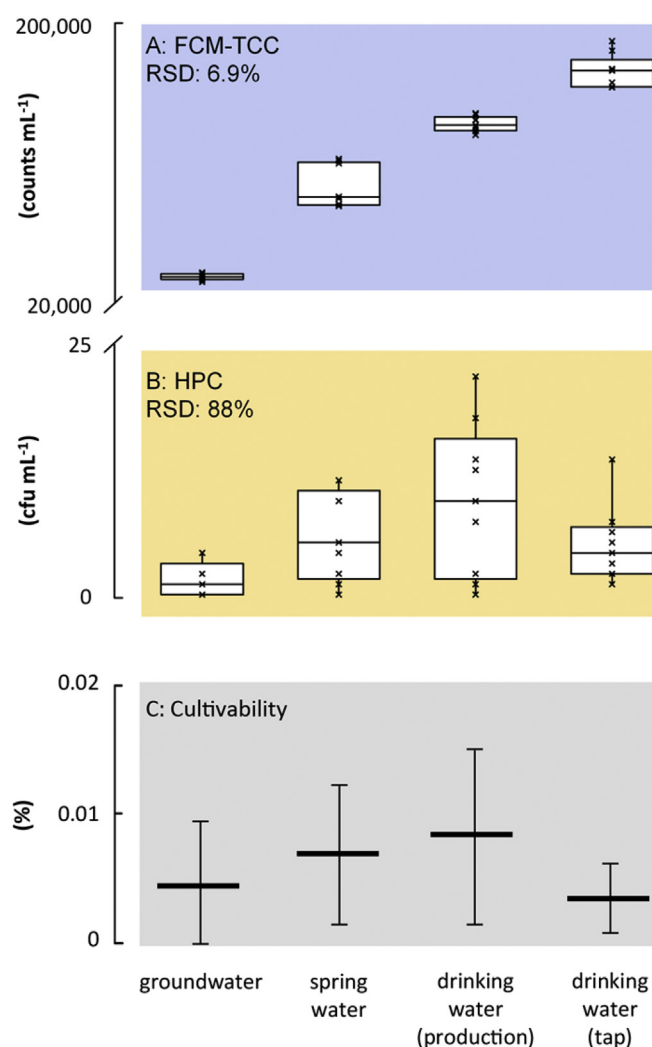 200,000
A: FCM-TCC
RSD: 6.9%
(counts mL⁻¹)
20,000
25
B: HPC
RSD: 88%
(cfu mL⁻¹)
0
0.02
C: Cultivability
(%)
0.01
0
groundwater
spring
water
drinking
water
(production)
drinking
water
(tap)